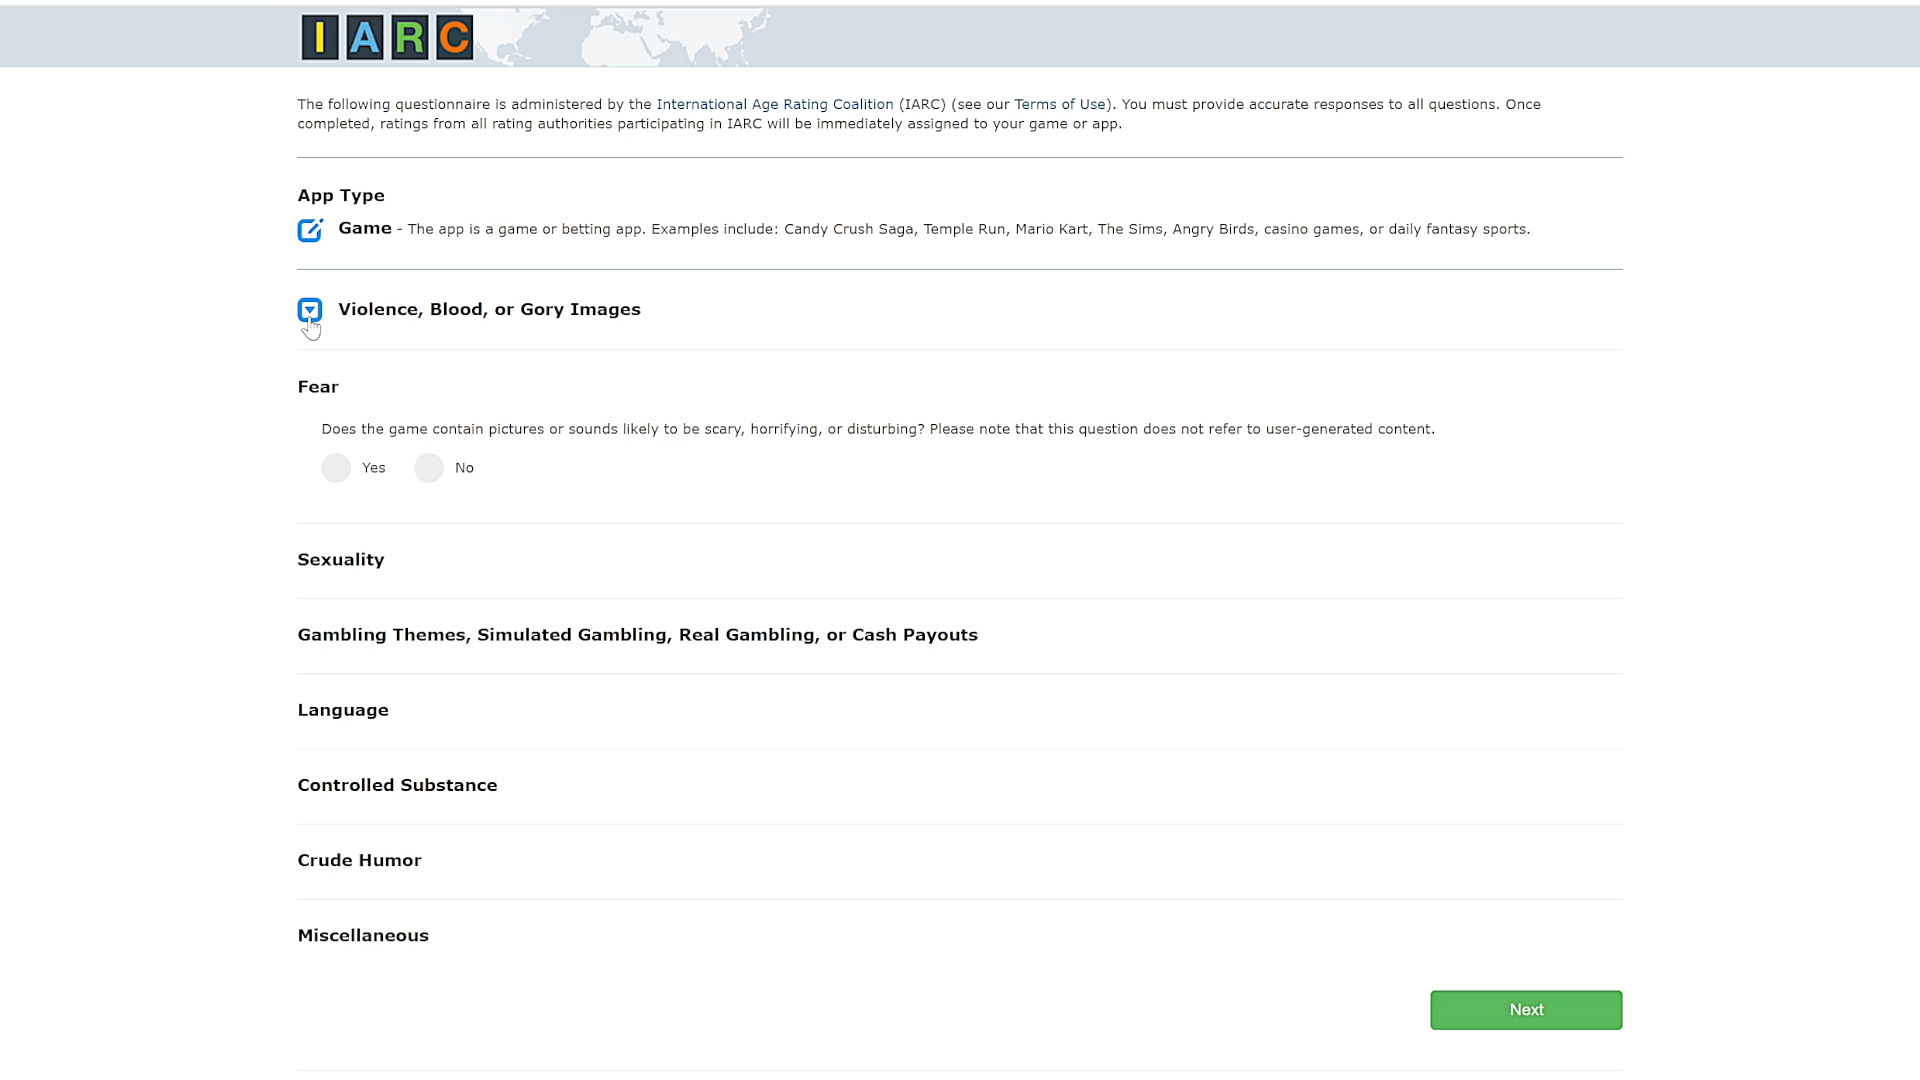 IARC
The following questionnaire is administered by the International Age Rating Coalition (IARC) (see our Terms of Use). You must provide accurate responses to all questions. Once
completed, ratings from all rating authorities participating in IARC will be immediately assigned to your game or app.
App Type
Game - The app is a game or betting app. Examples include: Candy Crush Saga, Temple Run, Mario Kart, The Sims, Angry Birds, casino games, or daily fantasy sports.
Violence, Blood, or Gory Images
Fear
Does the game contain pictures or sounds likely to be scary, horrifying, or disturbing? Please note that this question does not refer to user-generated content.
Yes No
Sexuality
Gambling Themes, Simulated Gambling, Real Gambling, or Cash Payouts
Language
Controlled Substance
Crude Humor
Miscellaneous
Next